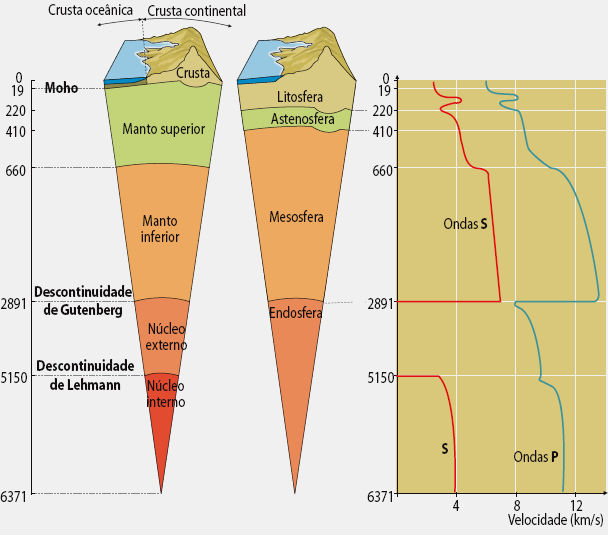 Crusta oceânica
Crusta continental
0
19
220
410
660
2891
5150
6371
Moho
Crusta
Manto superior
Manto
inferior
Descontinuidade
de Gutenberg
Núcleo
externo
Descontinuidade
de Lehmann
Núcleo
interno
Litosfera
Astenosfera
Mesosfera
Endosfera
0
19
220
410
660
2891
5150
6371
Ondas S
S
Ondas P
4
8
12
Velocidade (km/s)